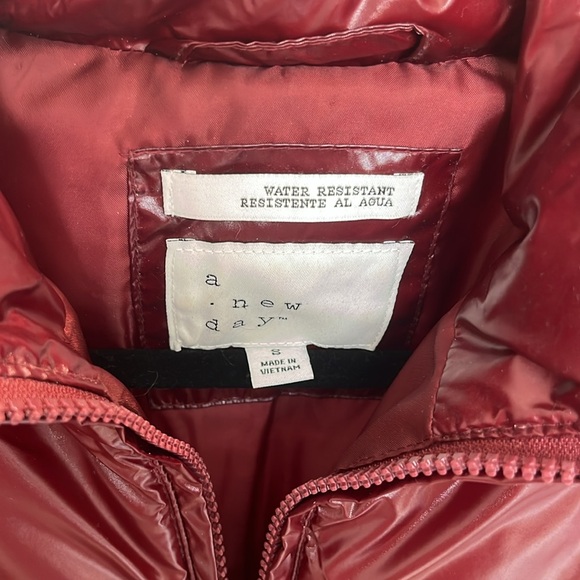 WATER RESISTANT
RESISTENTE AL AGUA
a
· new
day™
S
MADE IN
VIETNAM